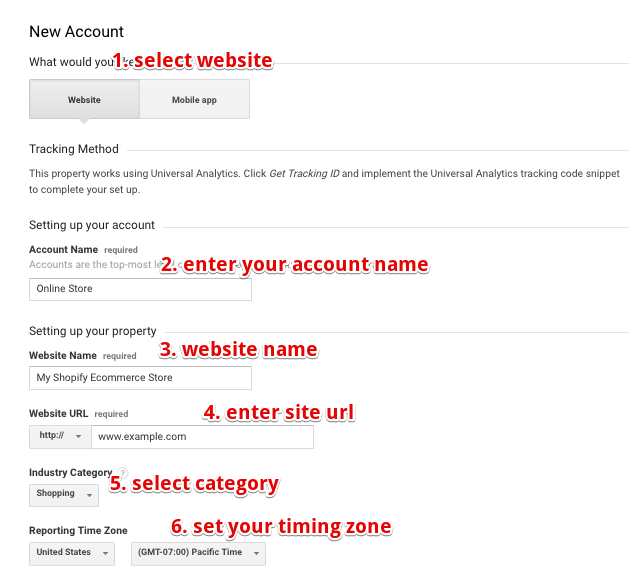 New Account
What would you
1. select website
Website
Mobile app
Tracking Method
This property works using Universal Analytics. Click Get Tracking ID and implement the Universal Analytics tracking code snippet
to complete your set up.
Setting up your account
Account Name required
Accounts are the top-most
2. enter your account name
Online Store
Setting up your property
Website Name required
3. website name
My Shopify Ecommerce Store
Website URL required
4. enter site url
http://
www.example.com
Industry Category ?
5. select category
Shopping
Reporting Time Zone
6. set your timing zone
United States
(GMT-07:00) Pacific Time